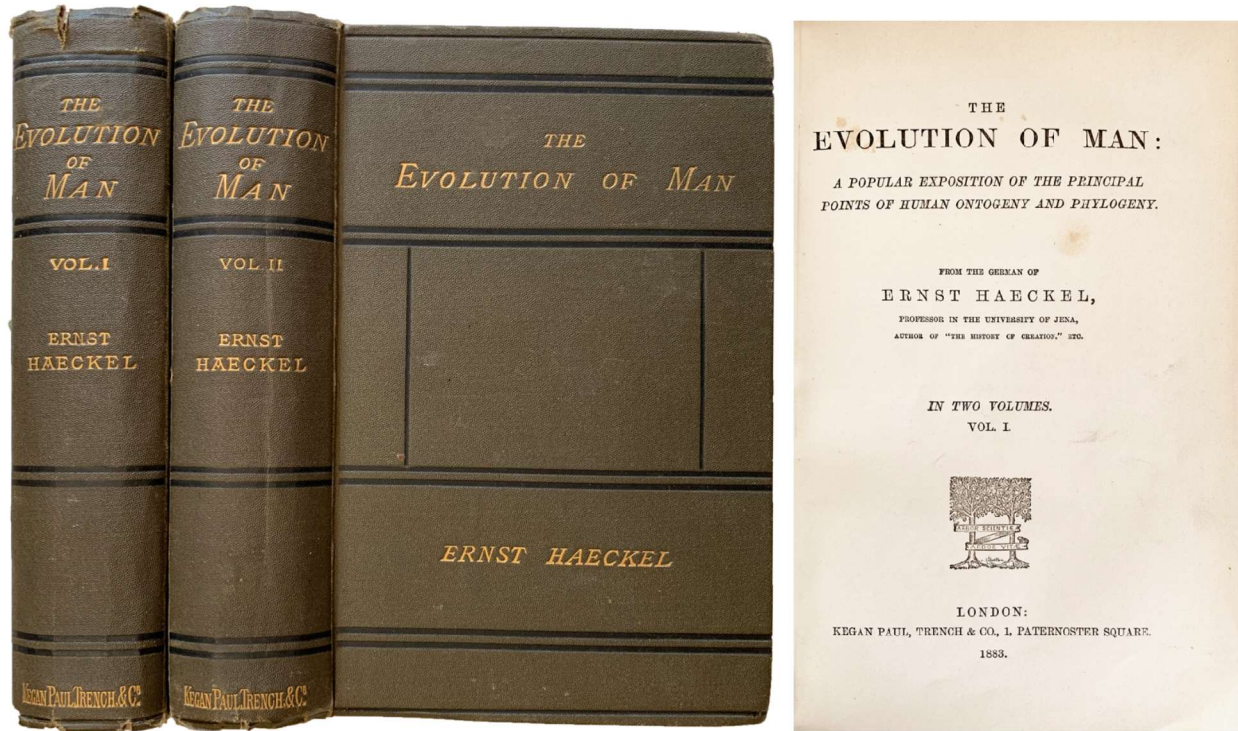 THE
EVOLUTION
OF
MAN
VOL. I
ERNST
HAECKEL
KEGAN PAUL, TRENCH & Cº.
THE
EVOLUTION
OF
MAN
VOL. II
ERNST
HAECKEL
KEGAN PAUL, TRENCH & Cº.
THE
EVOLUTION OF MAN
ERNST HAECKEL
THE
EVOLUTION OF MAN:
A POPULAR EXPOSITION OF THE PRINCIPAL
POINTS OF HUMAN ONTOGENY AND PHYLOGENY.
FROM THE GERMAN OF
ERNST HAECKEL,
PROFESSOR IN THE UNIVERSITY OF JENA,
AUTHOR OF "THE HISTORY OF CREATION," ETC.
IN TWO VOLUMES.
VOL. I.
ARBOR SCIENTIÆ
ARBOR VITÆ
LONDON:
KEGAN PAUL, TRENCH & CO., 1, PATERNOSTER SQUARE.
1883.